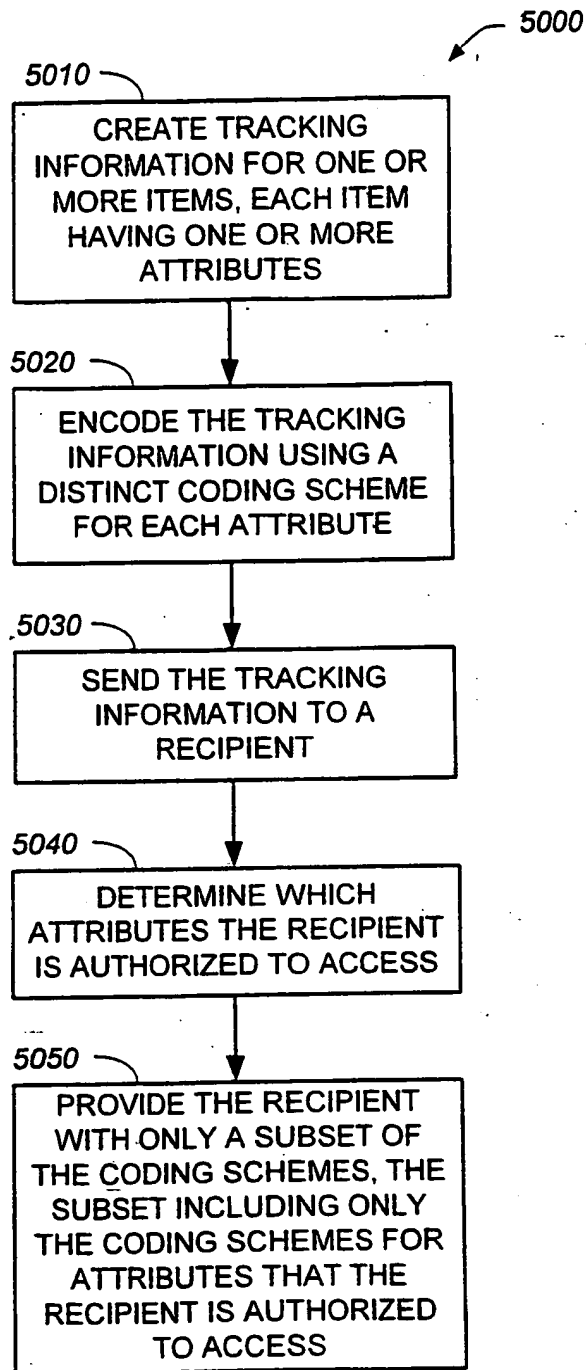 5000
5010
CREATE TRACKING
INFORMATION FOR ONE OR
MORE ITEMS, EACH ITEM
HAVING ONE OR MORE
ATTRIBUTES
5020
ENCODE THE TRACKING
INFORMATION USING A
DISTINCT CODING SCHEME
FOR EACH ATTRIBUTE
5030
SEND THE TRACKING
INFORMATION TO A
RECIPIENT
5040
DETERMINE WHICH
ATTRIBUTES THE RECIPIENT
IS AUTHORIZED TO ACCESS
5050
PROVIDE THE RECIPIENT
WITH ONLY A SUBSET OF
THE CODING SCHEMES, THE
SUBSET INCLUDING ONLY
THE CODING SCHEMES FOR
ATTRIBUTES THAT THE
RECIPIENT IS AUTHORIZED
TO ACCESS